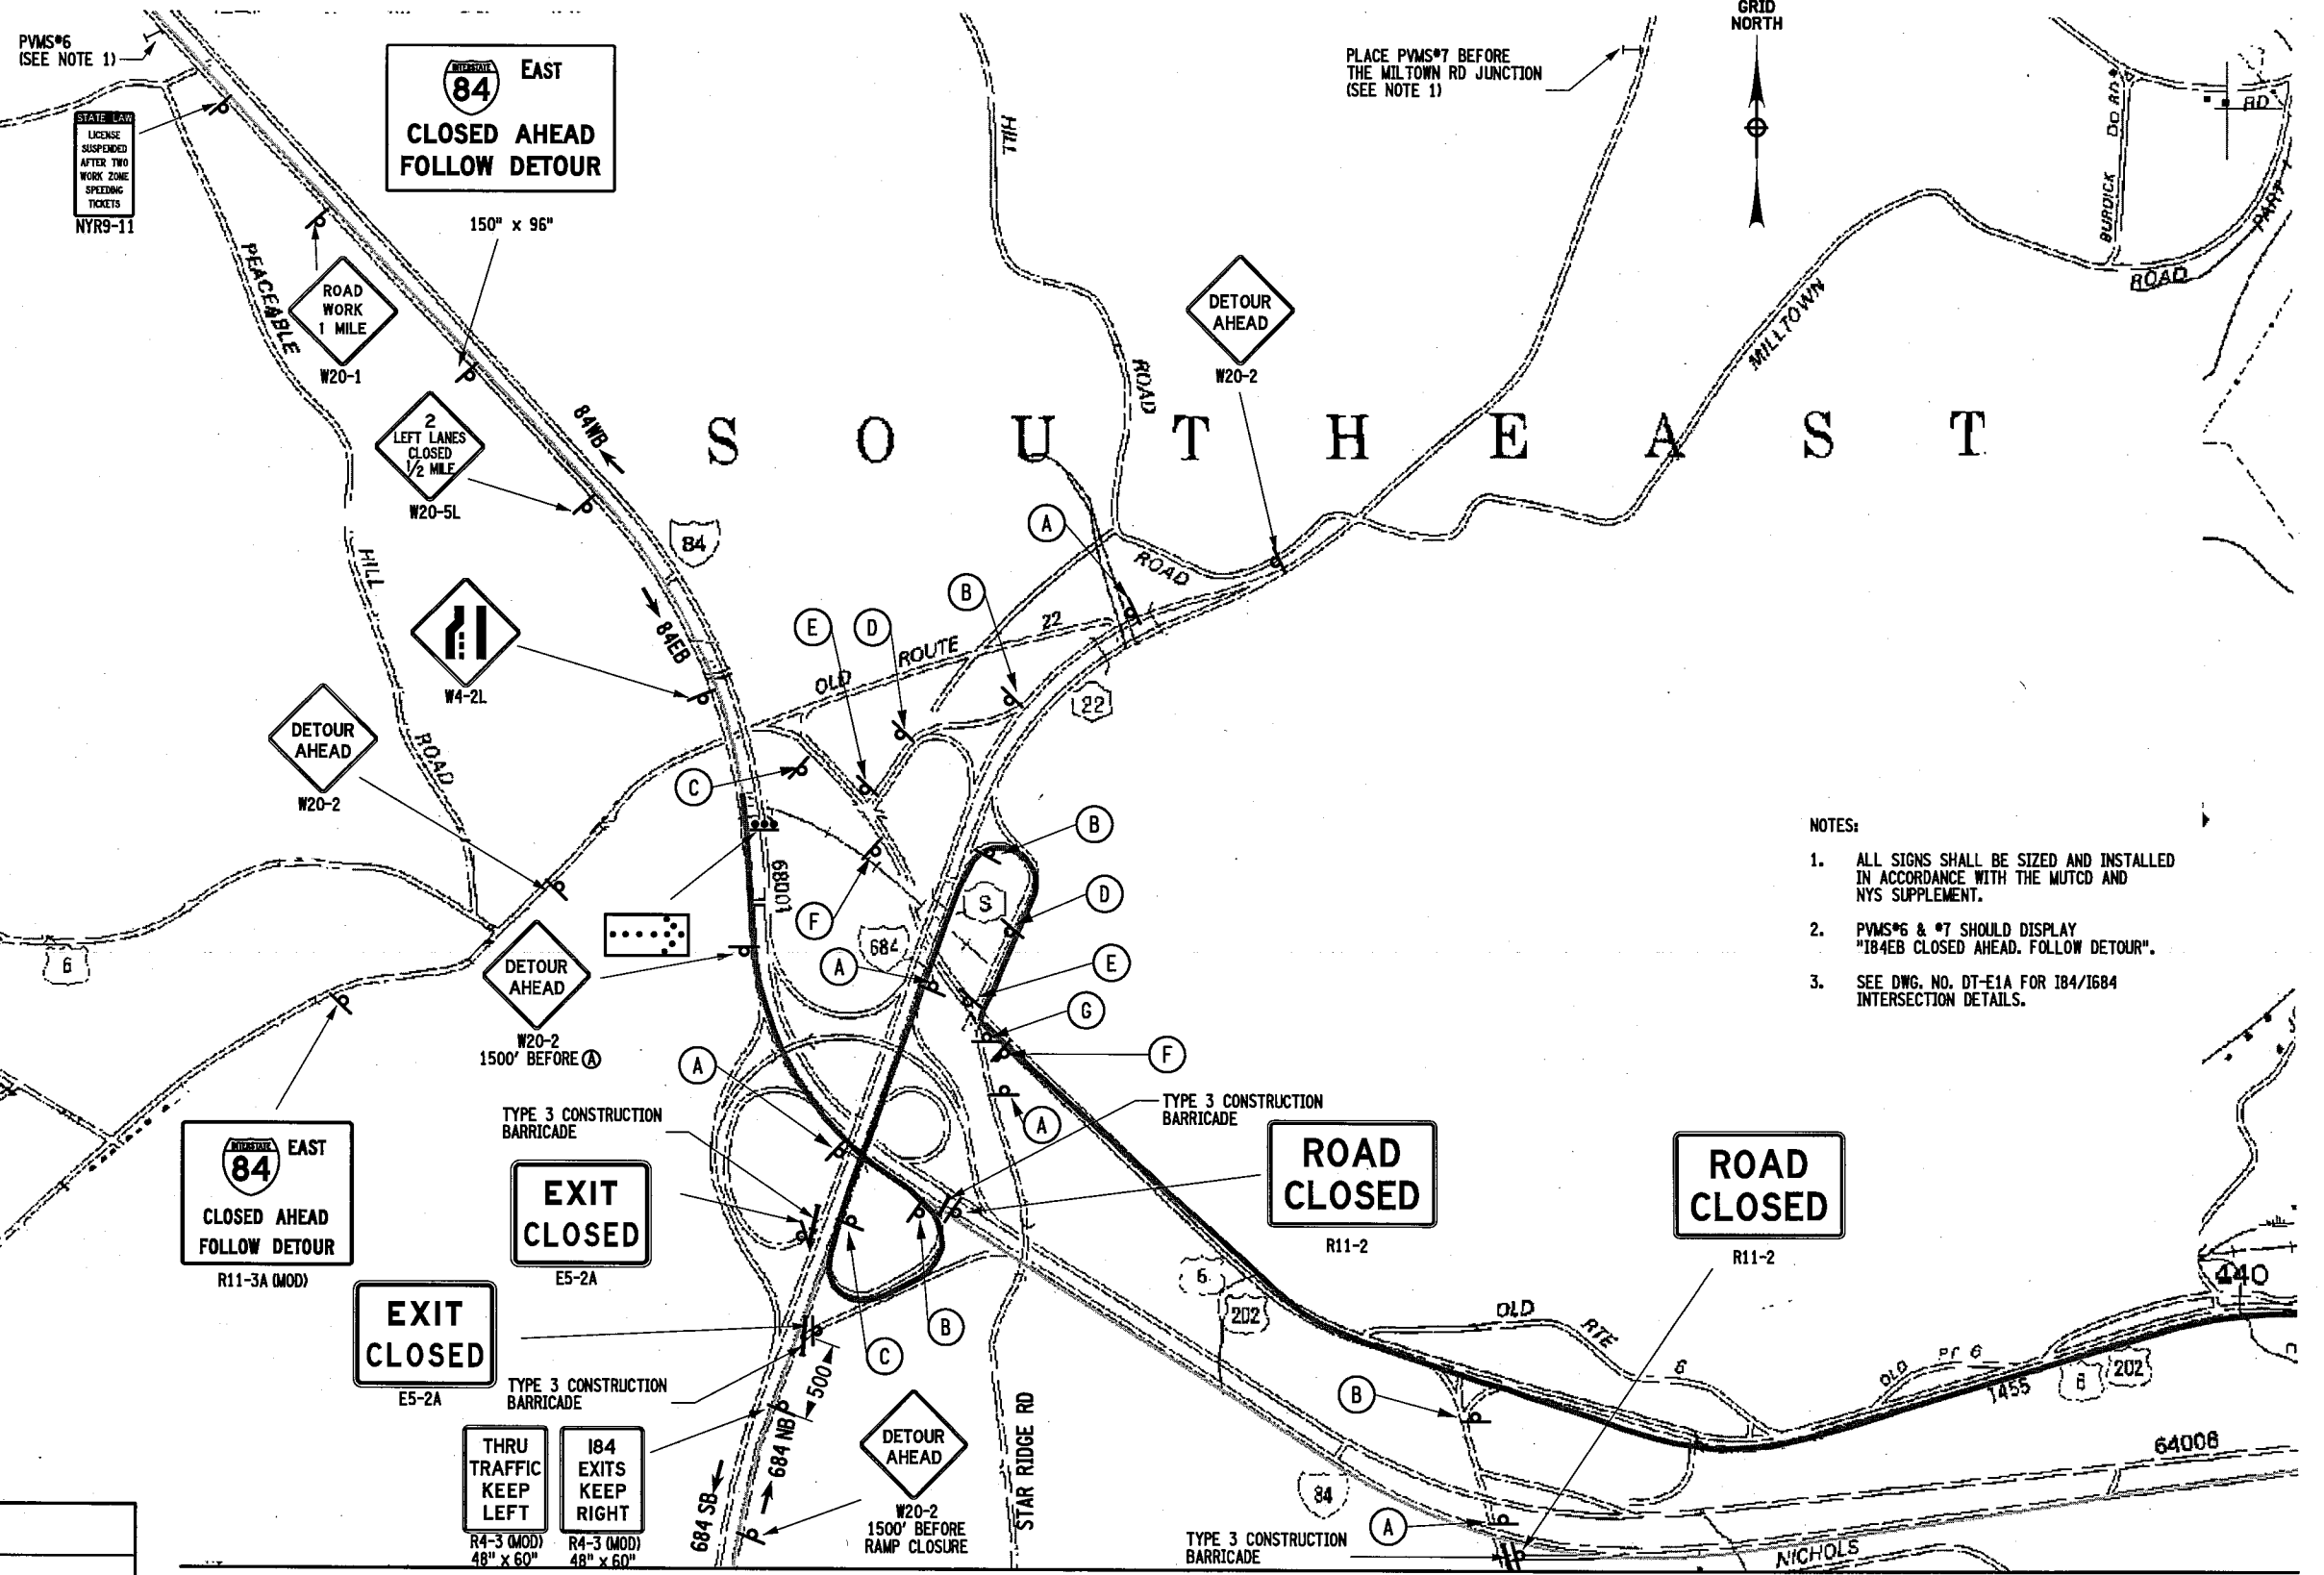 GRID
NORTH
PVMS#6
(SEE NOTE 1)
PLACE PVMS#7 BEFORE
THE MILTOWN RD JUNCTION
(SEE NOTE 1)
INTERSTATE
84
EAST
CLOSED AHEAD
FOLLOW DETOUR
150" x 96"
STATE LAW
LICENSE
SUSPENDED
AFTER TWO
WORK ZONE
SPEEDING
TICKETS
NYR9-11
ROAD
WORK
1 MILE
W20-1
PEACEABLE
HILL
ROAD
HILL
ROAD
DETOUR
AHEAD
W20-2
MILLTOWN
ROAD
BURDICK
RD
RD
PART
2
LEFT LANES
CLOSED
1/2 MILE
W20-5L
84WB
SOUTHEAST
84
84EB
W4-2L
A
ROAD
B
E
D
OLD
ROUTE
22
22
DETOUR
AHEAD
W20-2
C
B
D
S
68001
F
684
A
E
G
F
A
6
DETOUR
AHEAD
W20-2
1500' BEFORE Ⓐ
A
NOTES:
1. ALL SIGNS SHALL BE SIZED AND INSTALLED
IN ACCORDANCE WITH THE MUTCD AND
NYS SUPPLEMENT.
2. PVMS#6 & #7 SHOULD DISPLAY
"I84EB CLOSED AHEAD. FOLLOW DETOUR".
3. SEE DWG. NO. DT-E1A FOR I84/I684
INTERSECTION DETAILS.
TYPE 3 CONSTRUCTION
BARRICADE
TYPE 3 CONSTRUCTION
BARRICADE
INTERSTATE
84
EAST
CLOSED AHEAD
FOLLOW DETOUR
R11-3A (MOD)
EXIT
CLOSED
E5-2A
ROAD
CLOSED
R11-2
ROAD
CLOSED
R11-2
EXIT
CLOSED
E5-2A
TYPE 3 CONSTRUCTION
BARRICADE
500'
B
C
6
202
OLD
RTE
6
440
OLD
RT 6
1455
6
202
B
THRU
TRAFFIC
KEEP
LEFT
R4-3 (MOD)
48" x 60"
I84
EXITS
KEEP
RIGHT
R4-3 (MOD)
48" x 60"
684 SB
684 NB
DETOUR
AHEAD
W20-2
1500' BEFORE
RAMP CLOSURE
STAR RIDGE RD
84
64006
A
TYPE 3 CONSTRUCTION
BARRICADE
NICHOLS